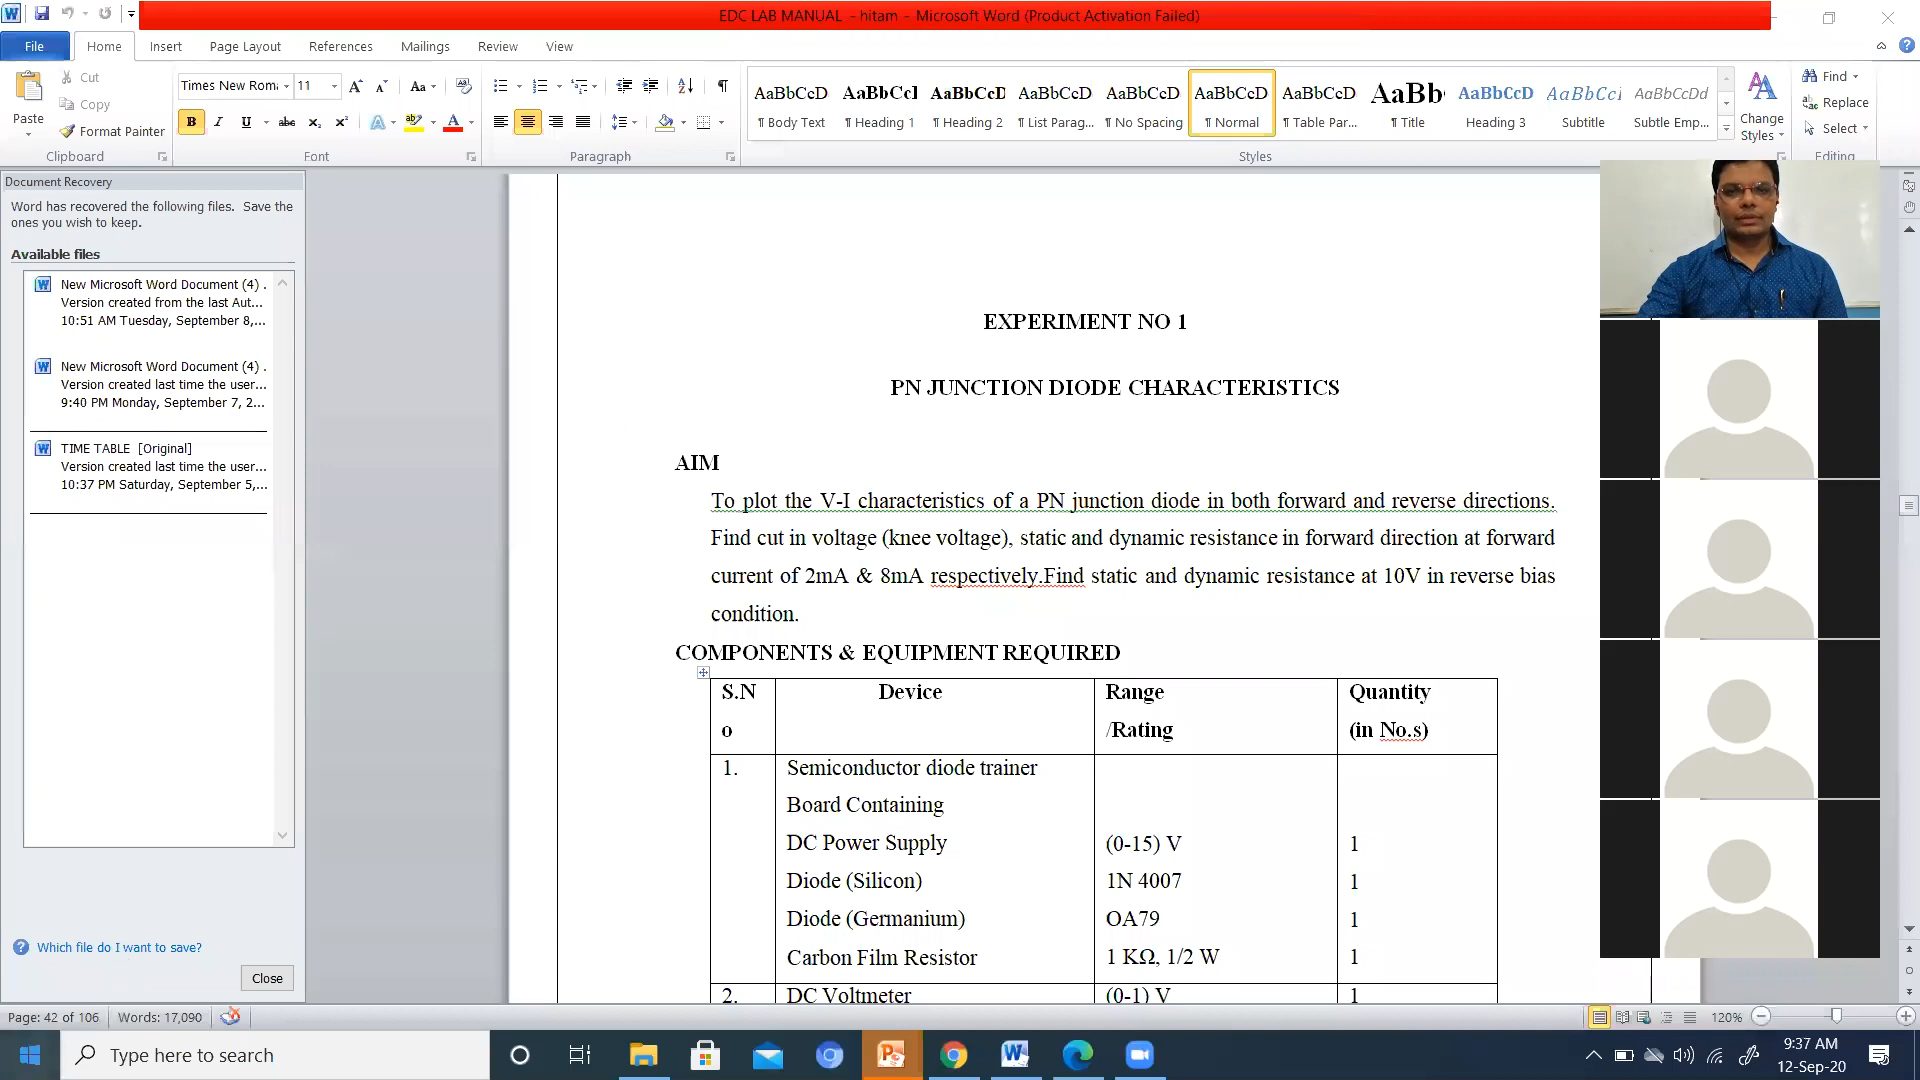 EDC LAB MANUAL - hitam - Microsoft Word (Product Activation Failed)
File Home Insert Page Layout References Mailings Review View
Paste
Cut
Copy
Format Painter
Clipboard
Times New Roma 11
Font
Paragraph
AaBbCcD AaBbCcI AaBbCcD AaBbCcD AaBbCcD AaBbCcD AaBbCcD AaBb AaBbCcD AaBbCcI AaBbCcDd
¶ Body Text ¶ Heading 1 ¶ Heading 2 ¶ List Parag... ¶ No Spacing ¶ Normal ¶ Table Par... ¶ Title Heading 3 Subtitle Subtle Emp...
Styles
Change
Styles
Find
Replace
Select
Editing
Document Recovery
Word has recovered the following files. Save the
ones you wish to keep.
Available files
New Microsoft Word Document (4) .
Version created from the last Aut...
10:51 AM Tuesday, September 8,...
New Microsoft Word Document (4) .
Version created last time the user...
9:40 PM Monday, September 7, 2...
TIME TABLE [Original]
Version created last time the user...
10:37 PM Saturday, September 5,...
Which file do I want to save?
Close
EXPERIMENT NO 1
PN JUNCTION DIODE CHARACTERISTICS
AIM
To plot the V-I characteristics of a PN junction diode in both forward and reverse directions.
Find cut in voltage (knee voltage), static and dynamic resistance in forward direction at forward
current of 2mA & 8mA respectively.Find static and dynamic resistance at 10V in reverse bias
condition.
COMPONENTS & EQUIPMENT REQUIRED
S.N Device Range Quantity
o /Rating (in No.s)
1. Semiconductor diode trainer
Board Containing
DC Power Supply (0-15) V 1
Diode (Silicon) 1N 4007 1
Diode (Germanium) OA79 1
Carbon Film Resistor 1 KΩ, 1/2 W 1
2. DC Voltmeter (0-1) V 1
Page: 42 of 106 Words: 17,090 120%
Type here to search
9:37 AM
12-Sep-20